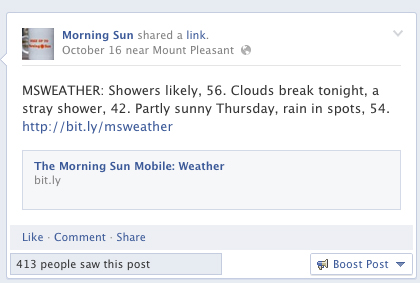 Morning Sun shared a link.
October 16 near Mount Pleasant
MSWEATHER: Showers likely, 56. Clouds break tonight, a
stray shower, 42. Partly sunny Thursday, rain in spots, 54.
http://bit.ly/msweather
The Morning Sun Mobile: Weather
bit.ly
Like · Comment · Share
413 people saw this post
Boost Post